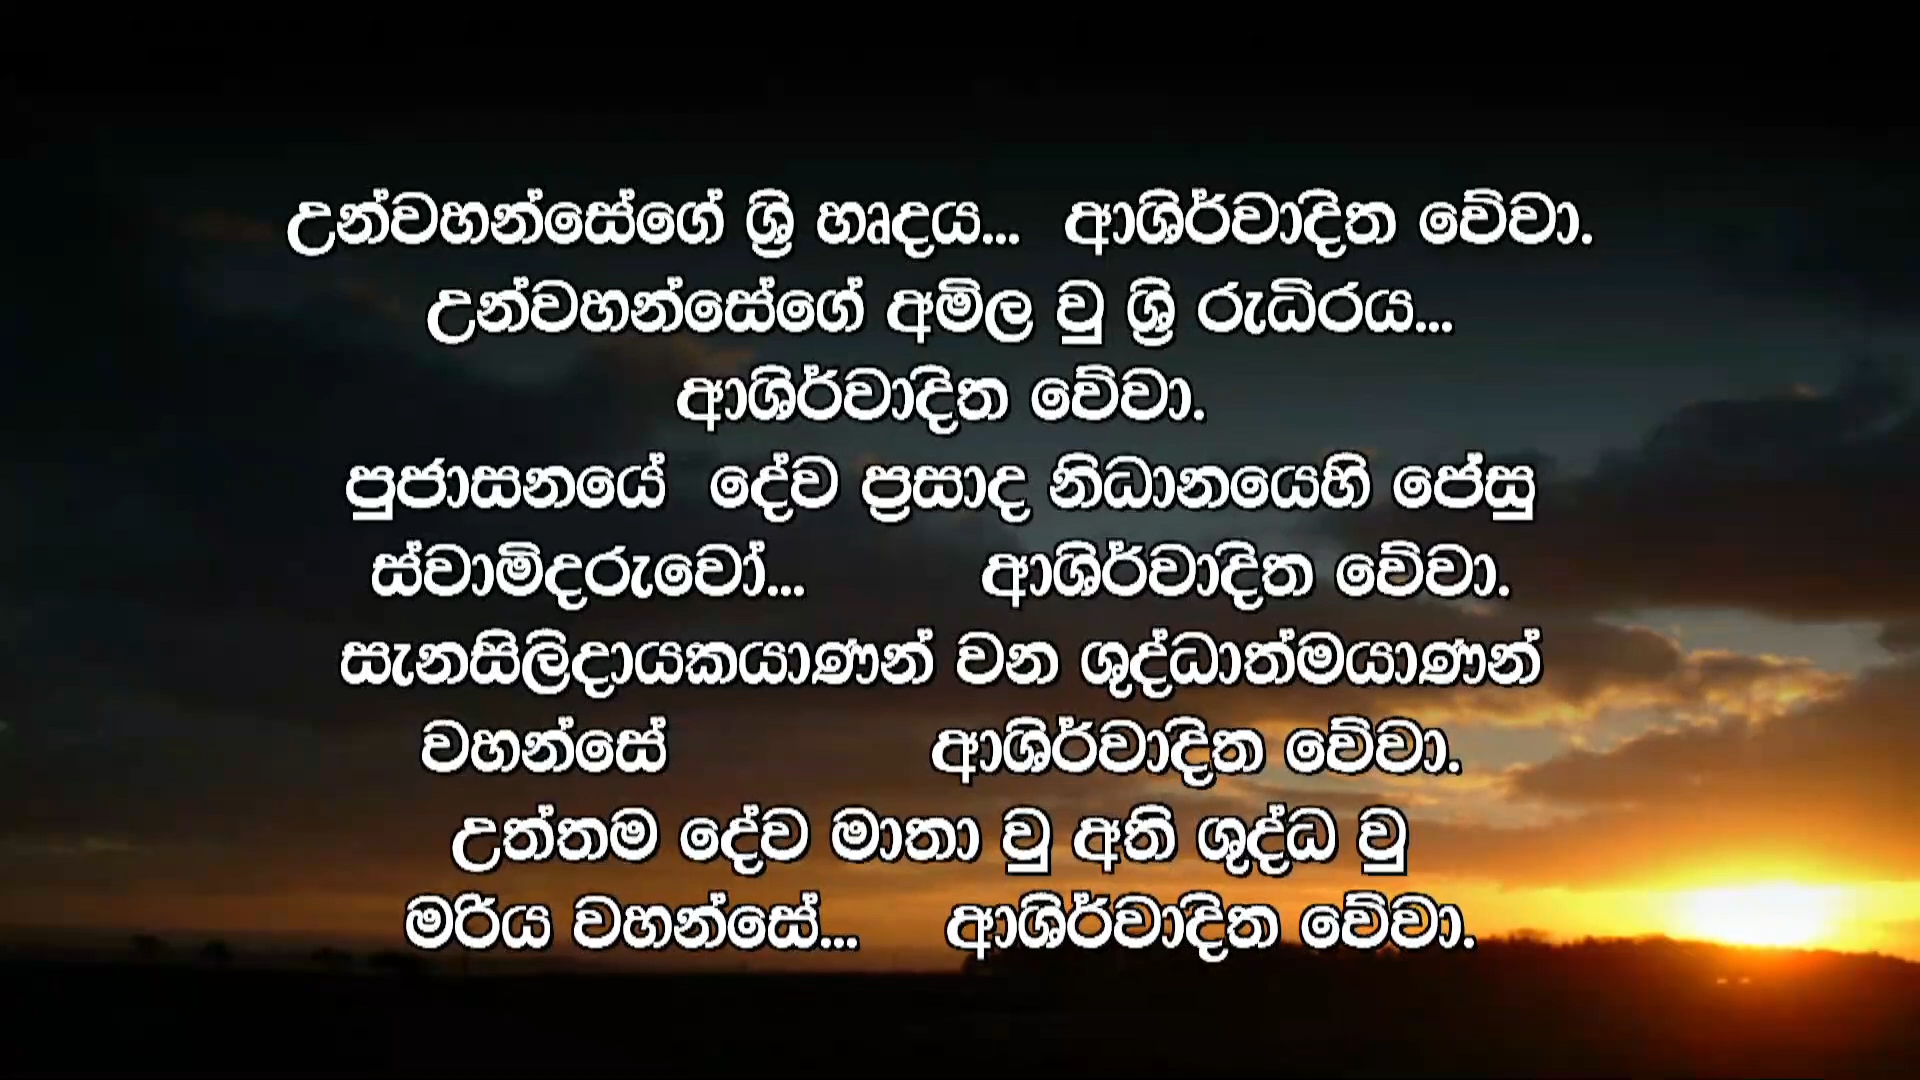 උන්වහන්සේගේ ශ්‍රි හෘදය... ආශිර්වාදිත වේවා.
උන්වහන්සේගේ අමිල වු ශ්‍රි රුධිරය...
ආශිර්වාදිත වේවා.
පුජාසනයේ දේව ප්‍රසාද නිධානයෙහි ජේසු
ස්වාමිදරුවෝ... ආශිර්වාදිත වේවා.
සැනසිලිදායකයාණන් වන ශුද්ධාත්මයාණන්
වහන්සේ ආශිර්වාදිත වේවා.
උත්තම දේව මාතා වු අති ශුද්ධ වු
මරිය වහන්සේ... ආශිර්වාදිත වේවා.